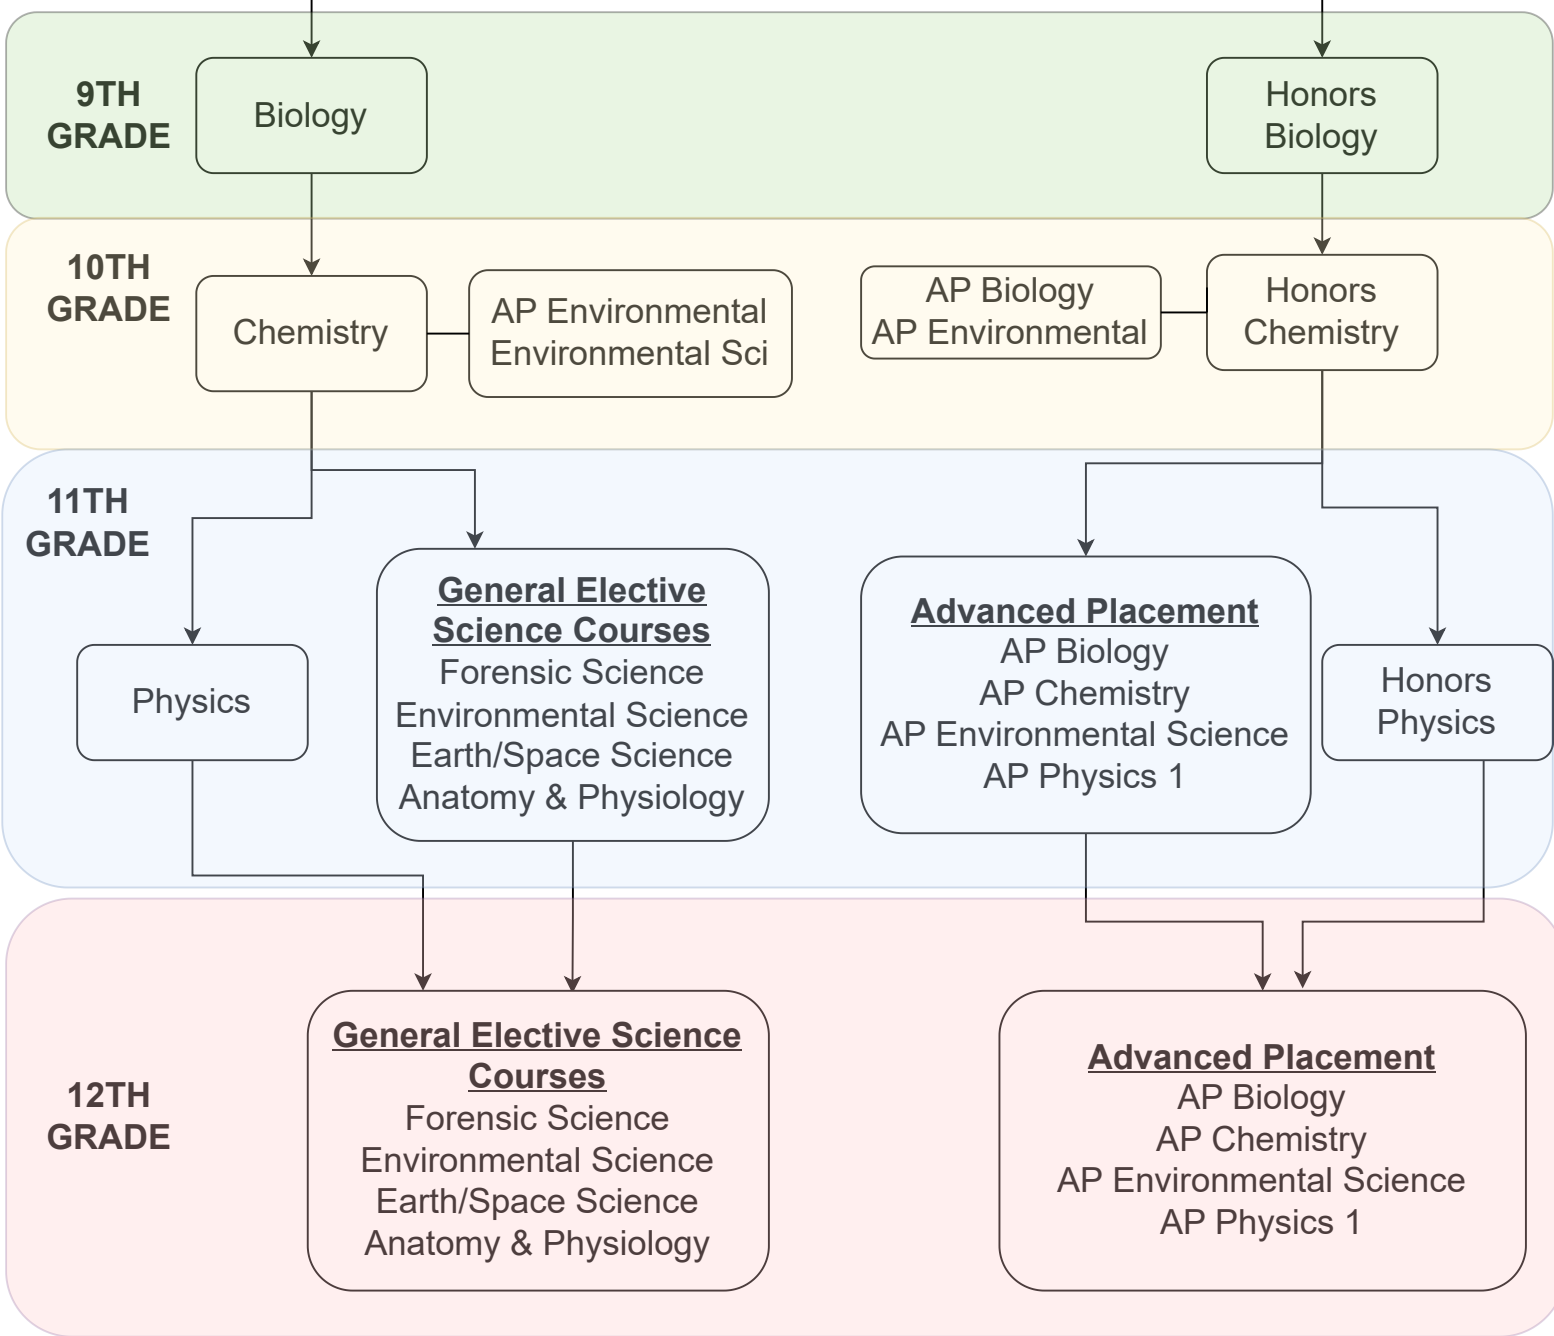 9TH
GRADE
Biology
Honors
Biology
10TH
GRADE
Chemistry
AP Environmental
Environmental Sci
AP Biology
AP Environmental
Honors
Chemistry
11TH
GRADE
Physics
General Elective
Science Courses
Forensic Science
Environmental Science
Earth/Space Science
Anatomy & Physiology
Advanced Placement
AP Biology
AP Chemistry
AP Environmental Science
AP Physics 1
Honors
Physics
12TH
GRADE
General Elective Science
Courses
Forensic Science
Environmental Science
Earth/Space Science
Anatomy & Physiology
Advanced Placement
AP Biology
AP Chemistry
AP Environmental Science
AP Physics 1